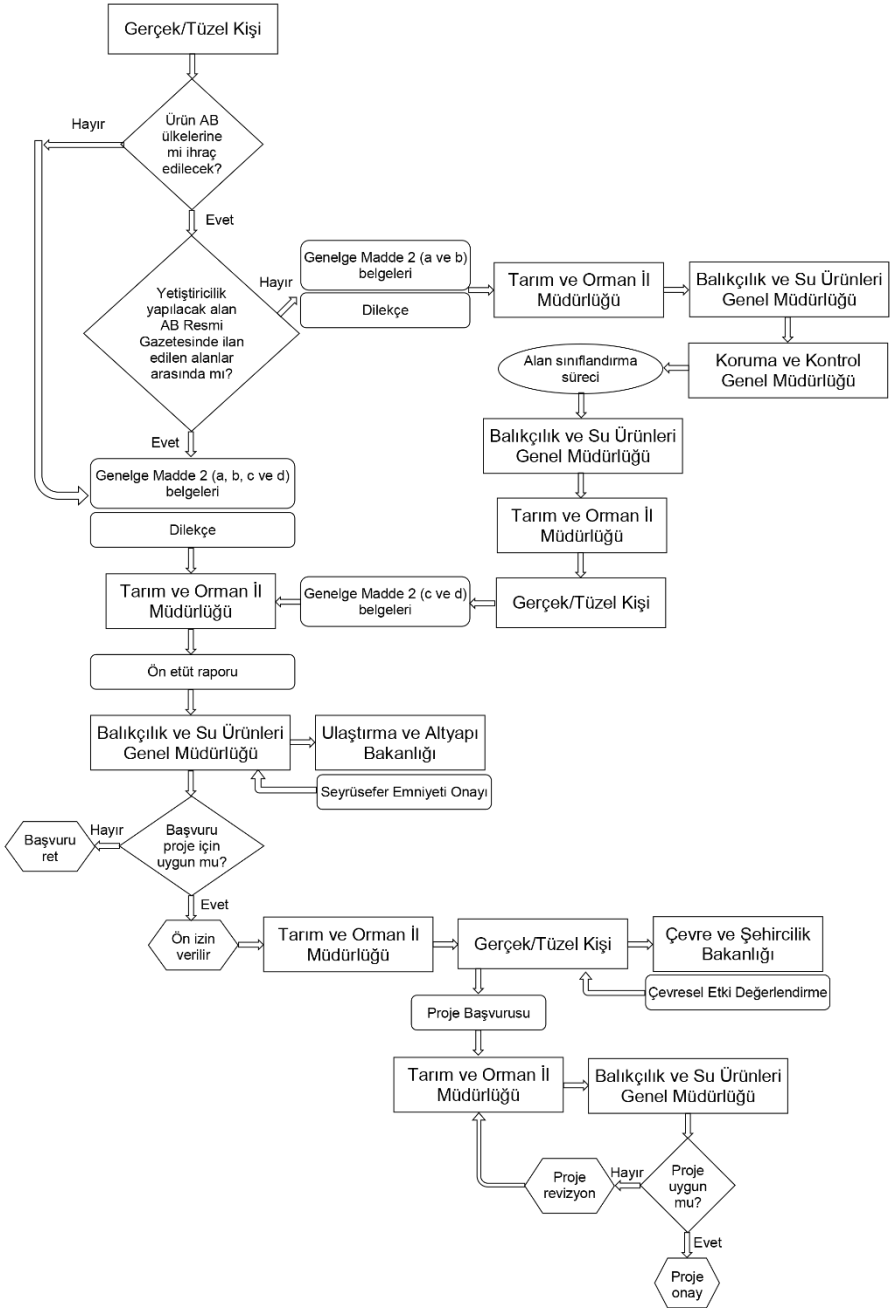 Gerçek/Tüzel Kişi
Hayır
Ürün AB
ülkelerine
mi ihraç
edilecek?
Evet
Yetiştiricilik
yapılacak alan
AB Resmi
Gazetesinde ilan
edilen alanlar
arasında mı?
Hayır
Genelge Madde 2 (a ve b)
belgeleri
Dilekçe
Tarım ve Orman İl
Müdürlüğü
Balıkçılık ve Su Ürünleri
Genel Müdürlüğü
Koruma ve Kontrol
Genel Müdürlüğü
Alan sınıflandırma
süreci
Balıkçılık ve Su Ürünleri
Genel Müdürlüğü
Tarım ve Orman İl
Müdürlüğü
Gerçek/Tüzel Kişi
Genelge Madde 2 (c ve d)
belgeleri
Evet
Genelge Madde 2 (a, b, c ve d)
belgeleri
Dilekçe
Tarım ve Orman İl
Müdürlüğü
Ön etüt raporu
Balıkçılık ve Su Ürünleri
Genel Müdürlüğü
Ulaştırma ve Altyapı
Bakanlığı
Seyrüsefer Emniyeti Onayı
Başvuru
proje için
uygun mu?
Hayır
Başvuru
ret
Evet
Ön izin
verilir
Tarım ve Orman İl
Müdürlüğü
Gerçek/Tüzel Kişi
Çevre ve Şehircilik
Bakanlığı
Çevresel Etki Değerlendirme
Proje Başvurusu
Tarım ve Orman İl
Müdürlüğü
Balıkçılık ve Su Ürünleri
Genel Müdürlüğü
Proje
uygun
mu?
Hayır
Proje
revizyon
Evet
Proje
onay